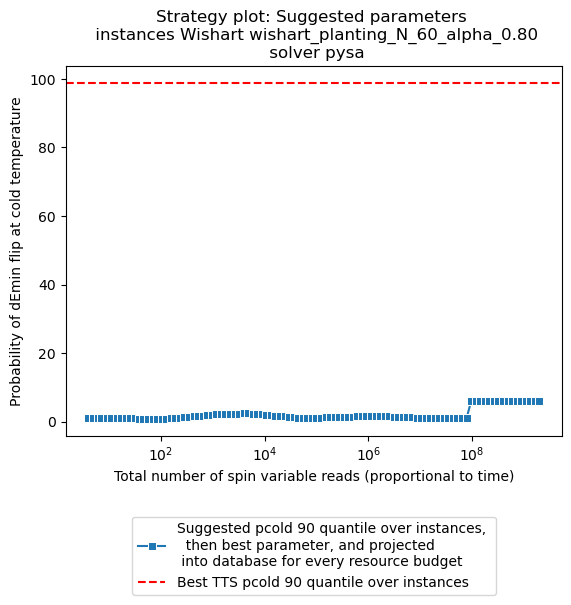 Strategy plot: Suggested parameters
instances Wishart wishart_planting_N_60_alpha_0.80
solver pysa
Probability of dEmin flip at cold temperature
100
80
60
40
20
0
10^2 10^4 10^6 10^8
Total number of spin variable reads (proportional to time)
Suggested pcold 90 quantile over instances,
then best parameter, and projected
into database for every resource budget
Best TTS pcold 90 quantile over instances